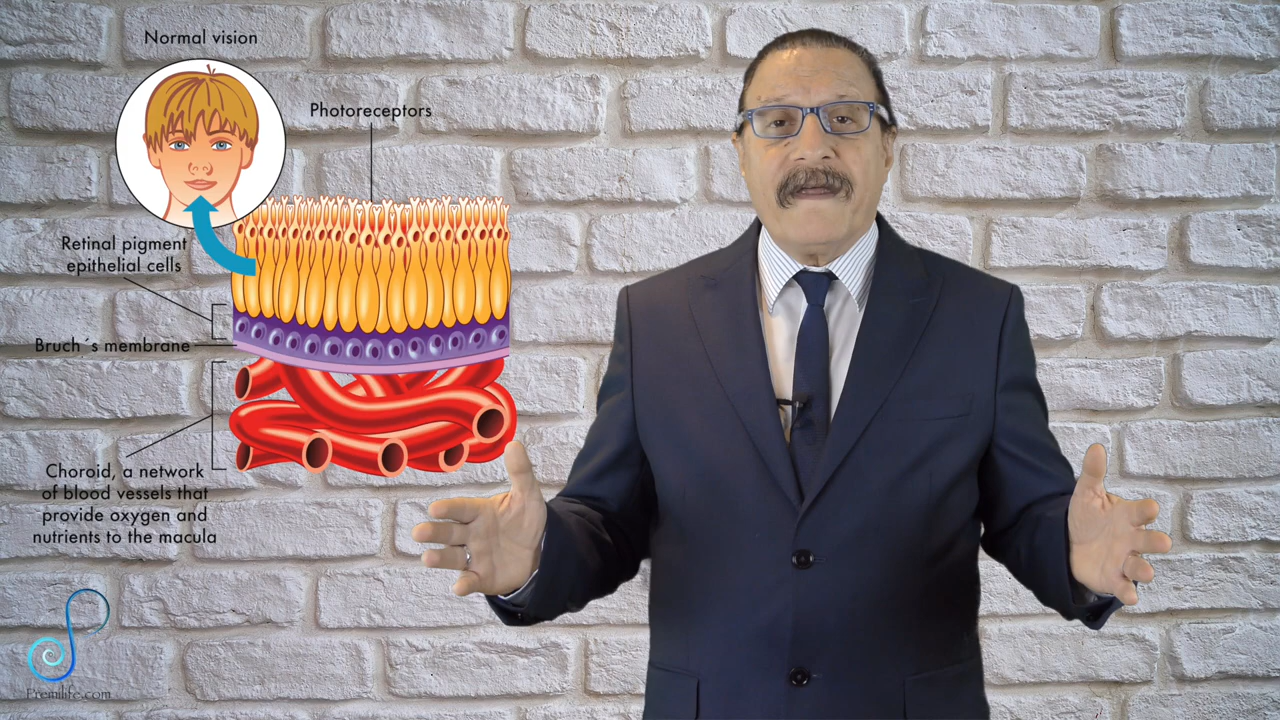 Normal vision
Photoreceptors
Retinal pigment
epithelial cells
Bruch´s membrane
Choroid, a network
of blood vessels that
provide oxygen and
nutrients to the macula
Premilife.com